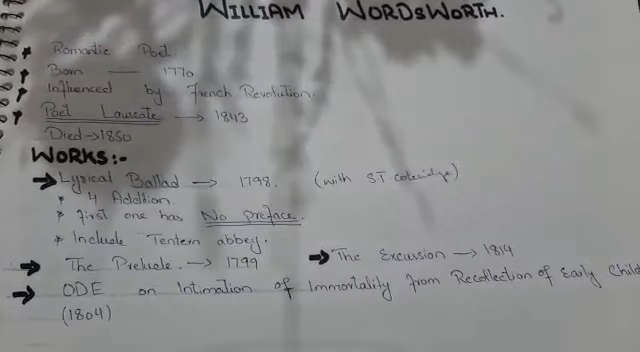 WILLIAM WORDSWORTH.
Romantic Poet.
Born — 1770
Influenced by French Revolution.
Poet Laureate → 1843
Died → 1850
WORKS:-
Lyrical Ballad → 1798. (with ST coleridge)
* 4 Addition
* first one has No preface.
* Include Tentern abbey.
The Prelude. → 1799 The Excussion → 1814
ODE on Intimation of Immortality from Recollection of Early Child
(1804)